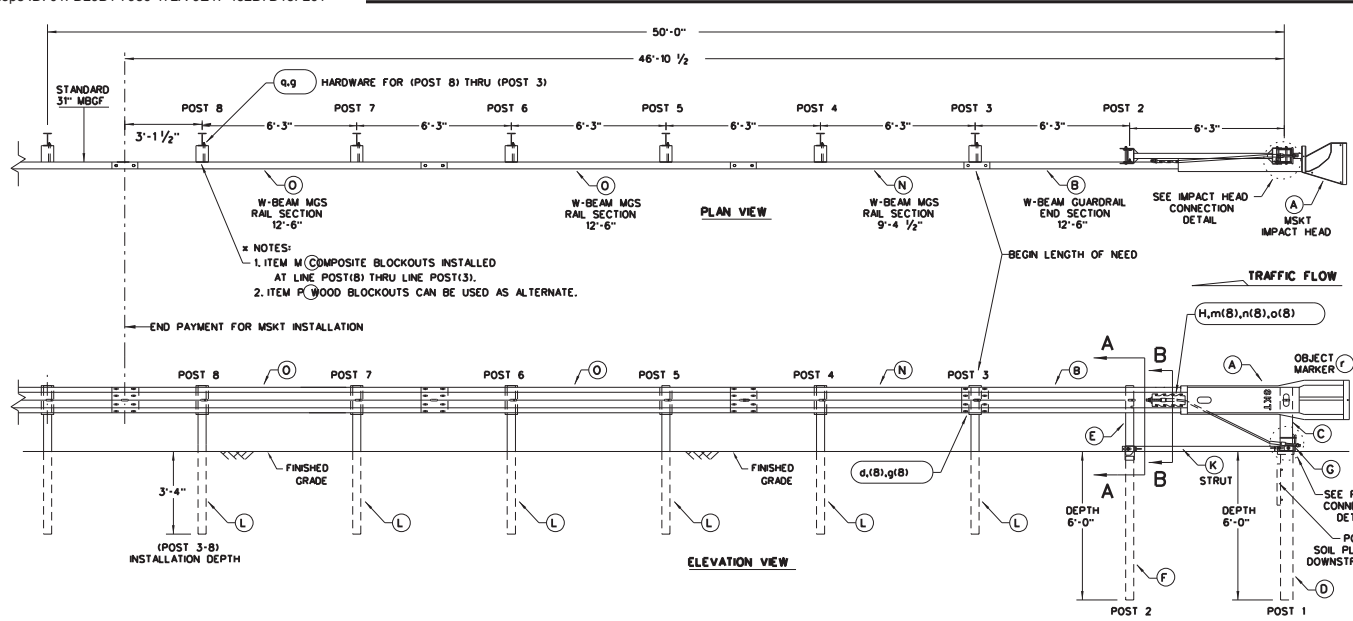 50'-0"
46'-10 ½"
STANDARD
31" MBGF
q,g HARDWARE FOR (POST 8) THRU (POST 3)
POST 8
POST 7
POST 6
POST 5
POST 4
POST 3
POST 2
3'-1 ½"
6'-3"
6'-3"
6'-3"
6'-3"
6'-3"
6'-3"
6'-3"
O
W-BEAM MGS
RAIL SECTION
12'-6"
O
W-BEAM MGS
RAIL SECTION
12'-6"
PLAN VIEW
N
W-BEAM MGS
RAIL SECTION
9'-4 ½"
B
W-BEAM GUARDRAIL
END SECTION
12'-6"
SEE IMPACT HEAD
CONNECTION
DETAIL
A
MSKT
IMPACT HEAD
* NOTES:
1. ITEM M COMPOSITE BLOCKOUTS INSTALLED
AT LINE POST(8) THRU LINE POST(3).
2. ITEM P WOOD BLOCKOUTS CAN BE USED AS ALTERNATE.
BEGIN LENGTH OF NEED
TRAFFIC FLOW
END PAYMENT FOR MSKT INSTALLATION
H,m(8),n(8),o(8)
A
B
A
OBJECT
MARKER r
POST 8
O
POST 7
POST 6
O
POST 5
POST 4
N
POST 3
B
SKT
E
C
G
d,(8),g(8)
K
STRUT
A
B
FINISHED
GRADE
FINISHED
GRADE
3'-4"
(POST 3-8)
INSTALLATION DEPTH
L
L
L
L
L
L
ELEVATION VIEW
DEPTH
6'-0"
DEPTH
6'-0"
SEE
CONNE
DET
SOIL PL
DOWNSTR
F
D
POST 2
POST 1